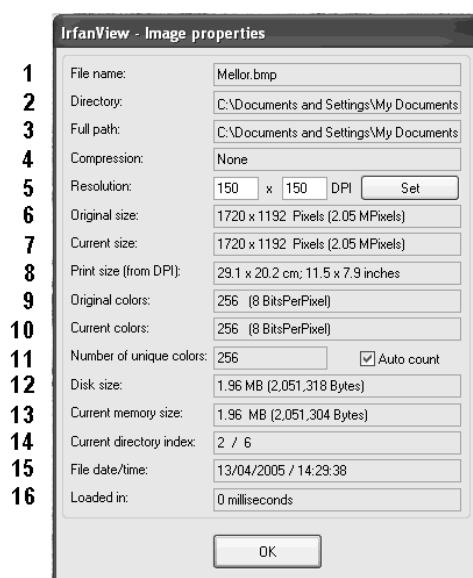 IrfanView - Image properties
1 File name: Mellor.bmp
2 Directory: C:\Documents and Settings\My Documents
3 Full path: C:\Documents and Settings\My Documents
4 Compression: None
5 Resolution: 150 x 150 DPI Set
6 Original size: 1720 x 1192 Pixels (2.05 MPixels)
7 Current size: 1720 x 1192 Pixels (2.05 MPixels)
8 Print size (from DPI): 29.1 x 20.2 cm; 11.5 x 7.9 inches
9 Original colors: 256 (8 BitsPerPixel)
10 Current colors: 256 (8 BitsPerPixel)
11 Number of unique colors: 256 Auto count
12 Disk size: 1.96 MB (2,051,318 Bytes)
13 Current memory size: 1.96 MB (2,051,304 Bytes)
14 Current directory index: 2 / 6
15 File date/time: 13/04/2005 / 14:29:38
16 Loaded in: 0 milliseconds
OK